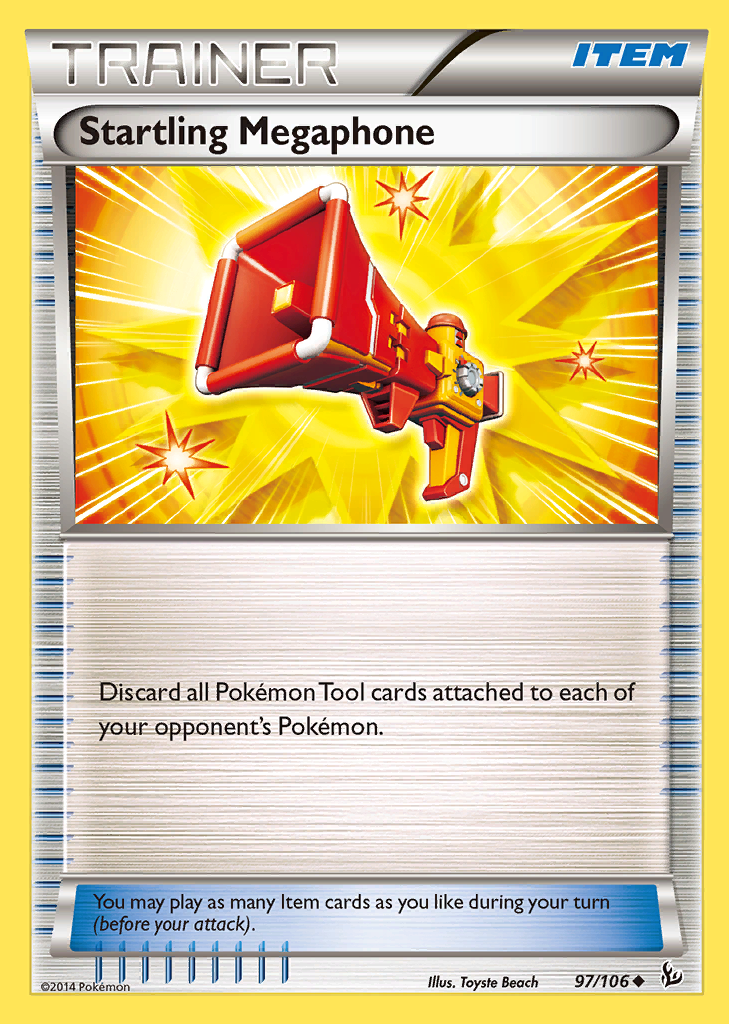 TRAINER
ITEM
Startling Megaphone
Discard all Pokémon Tool cards attached to each of
your opponent's Pokémon.
You may play as many Item cards as you like during your turn
(before your attack).
©2014 Pokémon
Illus. Toyste Beach
97/106